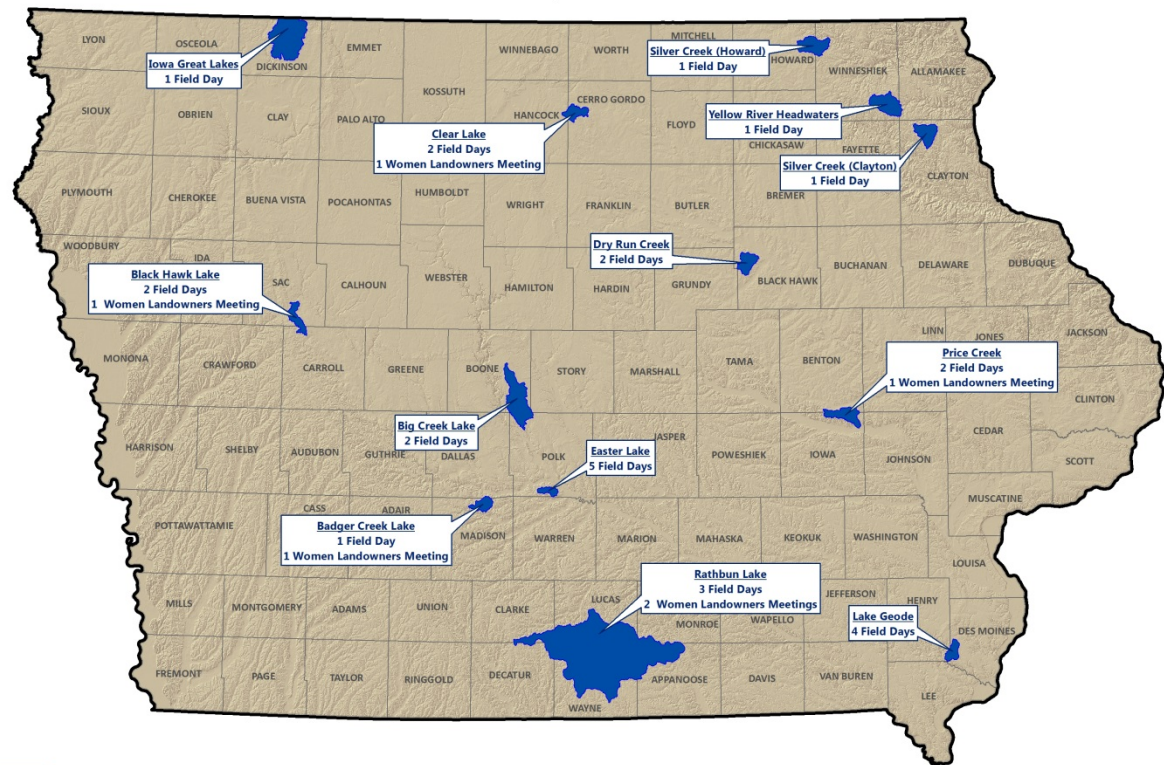 LYON
OSCEOLA
Iowa Great Lakes
1 Field Day
DICKINSON
EMMET
WINNEBAGO
WORTH
MITCHELL
Silver Creek (Howard)
1 Field Day
HOWARD
WINNESHIEK
ALLAMAKEE
SIOUX
OBRIEN
CLAY
PALO ALTO
KOSSUTH
HANCOCK
CERRO GORDO
Clear Lake
2 Field Days
1 Women Landowners Meeting
FLOYD
CHICKASAW
Yellow River Headwaters
1 Field Day
FAYETTE
Silver Creek (Clayton)
1 Field Day
CLAYTON
PLYMOUTH
CHEROKEE
BUENA VISTA
POCAHONTAS
HUMBOLDT
WRIGHT
FRANKLIN
BUTLER
BREMER
WOODBURY
IDA
SAC
Black Hawk Lake
2 Field Days
1 Women Landowners Meeting
CALHOUN
WEBSTER
HAMILTON
HARDIN
GRUNDY
Dry Run Creek
2 Field Days
BLACK HAWK
BUCHANAN
DELAWARE
DUBUQUE
MONONA
CRAWFORD
CARROLL
GREENE
BOONE
STORY
MARSHALL
TAMA
BENTON
LINN
JONES
JACKSON
Price Creek
2 Field Days
1 Women Landowners Meeting
CLINTON
CEDAR
SCOTT
HARRISON
SHELBY
AUDUBON
GUTHRIE
DALLAS
Big Creek Lake
2 Field Days
POLK
JASPER
Easter Lake
5 Field Days
POWESHIEK
IOWA
JOHNSON
MUSCATINE
POTTAWATTAMIE
CASS
ADAIR
Badger Creek Lake
1 Field Day
1 Women Landowners Meeting
MADISON
WARREN
MARION
MAHASKA
KEOKUK
WASHINGTON
LOUISA
MILLS
MONTGOMERY
ADAMS
UNION
CLARKE
LUCAS
Rathbun Lake
3 Field Days
2 Women Landowners Meetings
MONROE
WAPELLO
JEFFERSON
HENRY
Lake Geode
4 Field Days
DES MOINES
FREMONT
PAGE
TAYLOR
RINGGOLD
DECATUR
WAYNE
APPANOOSE
DAVIS
VAN BUREN
LEE